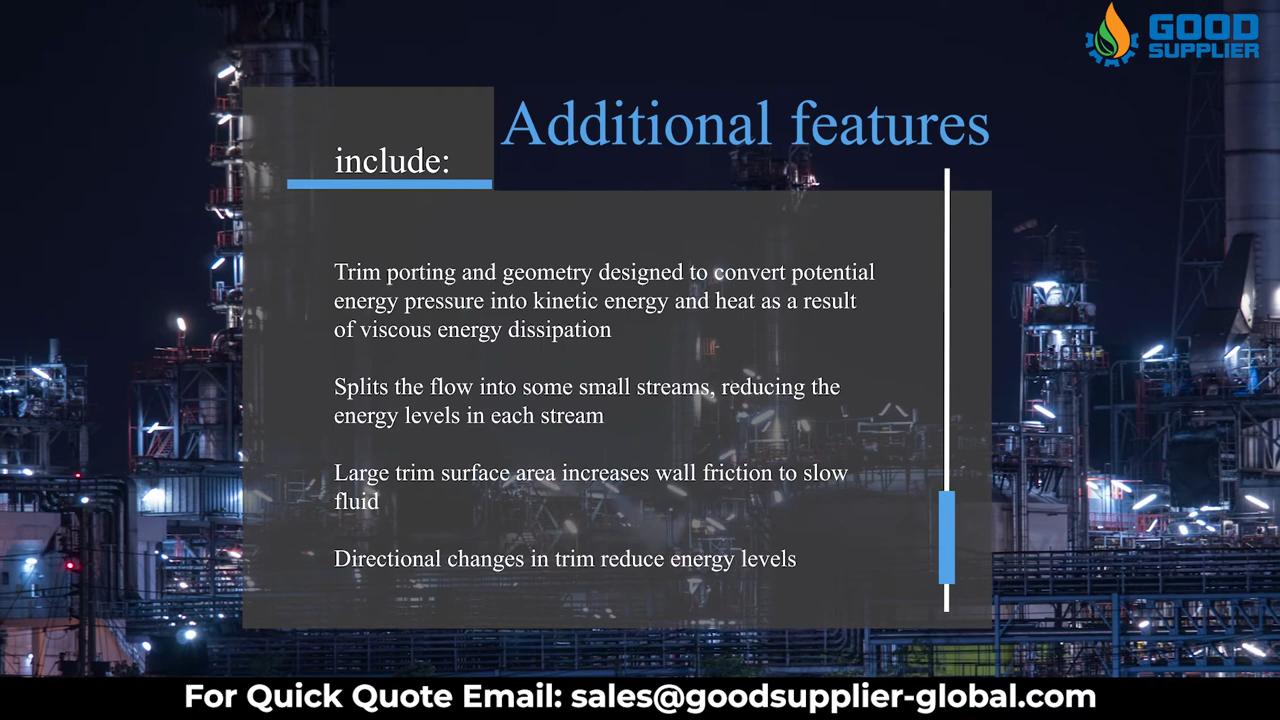 GOOD
SUPPLIER
Additional features
include:
Trim porting and geometry designed to convert potential
energy pressure into kinetic energy and heat as a result
of viscous energy dissipation
Splits the flow into some small streams, reducing the
energy levels in each stream
Large trim surface area increases wall friction to slow
fluid
Directional changes in trim reduce energy levels
For Quick Quote Email: sales@goodsupplier-global.com